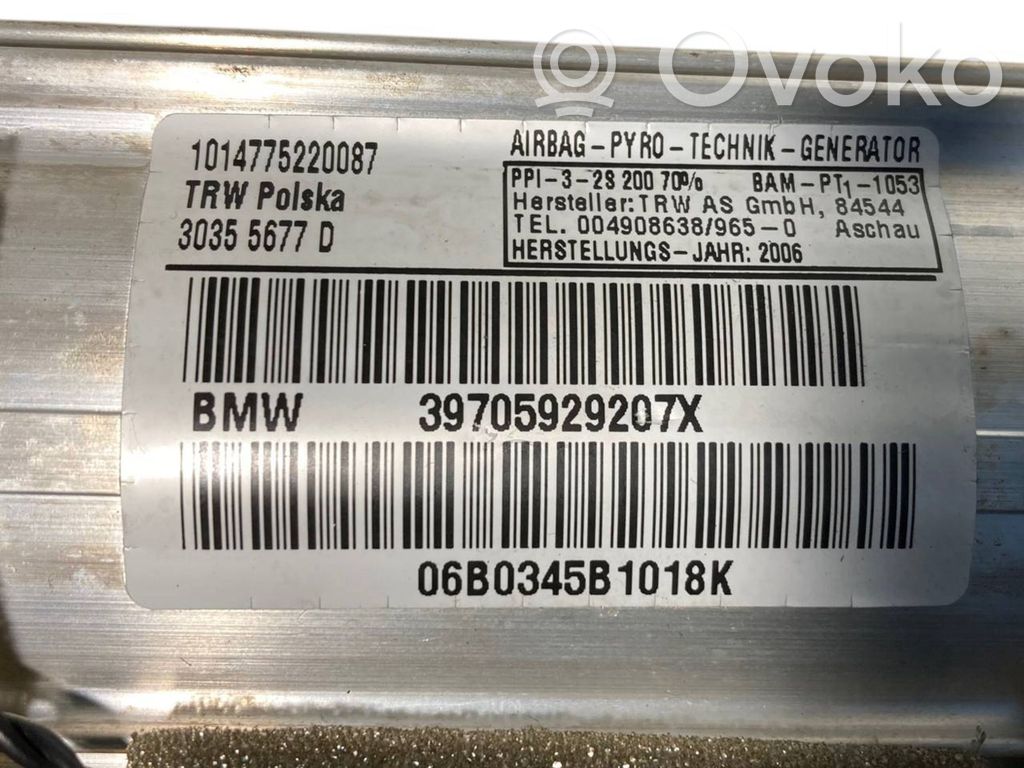 Ovoko
1014775220087
TRW Polska
3035 5677 D
AIRBAG-PYRO-TECHNIK-GENERATOR
PPI-3-2S 200 70% BAM-PT1-1053
Hersteller: TRW AS GmbH, 84544
TEL. 004908638/965-0 Aschau
HERSTELLUNGS-JAHR: 2006
BMW 39705929207X
06B0345B1018K